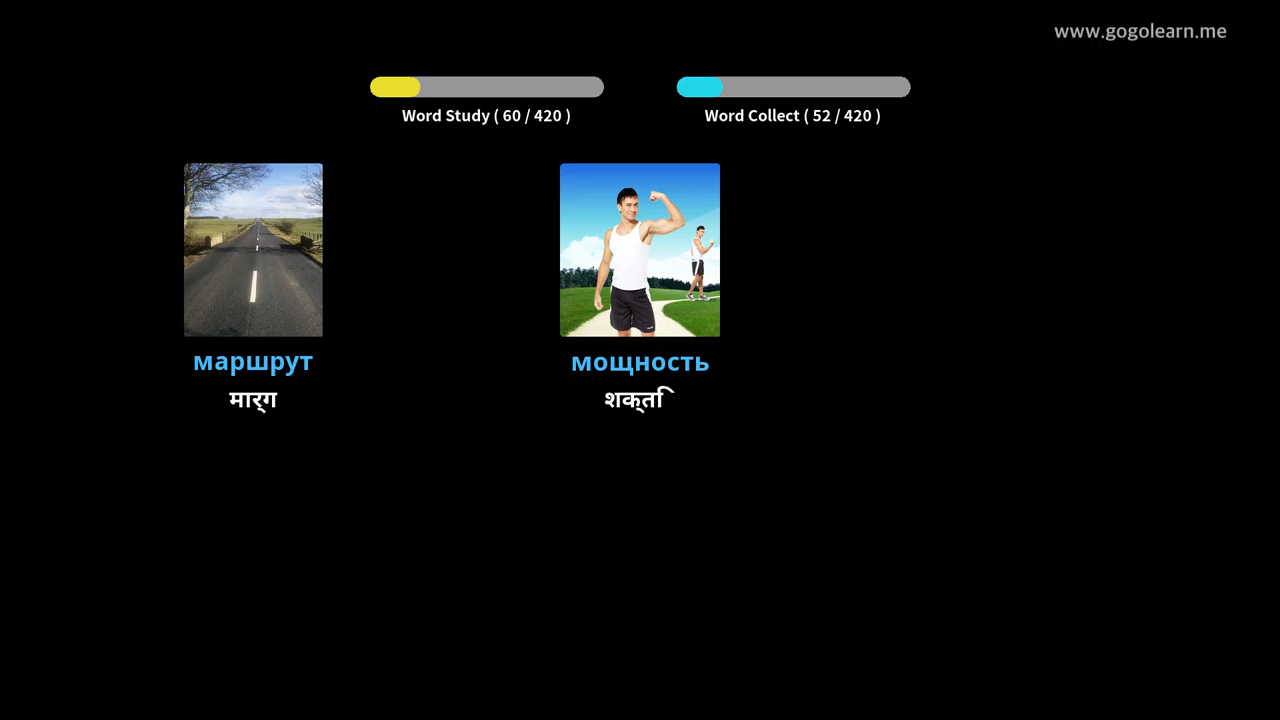 www.gogolearn.me
Word Study ( 60 / 420 )
Word Collect ( 52 / 420 )
маршрут
мощность
मार्ग
शक्ति